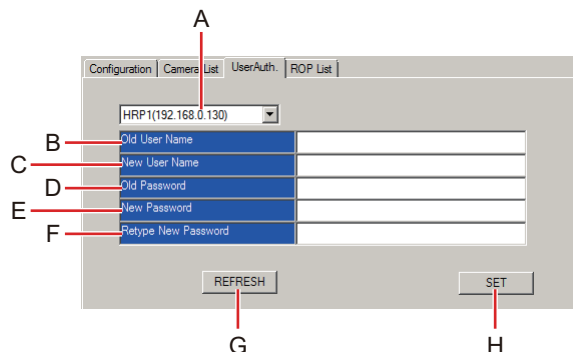 A
Configuration Camera List UserAuth. ROP List
HRP1(192.168.0.130)
B Old User Name
C New User Name
D Old Password
E New Password
F Retype New Password
REFRESH SET
G H